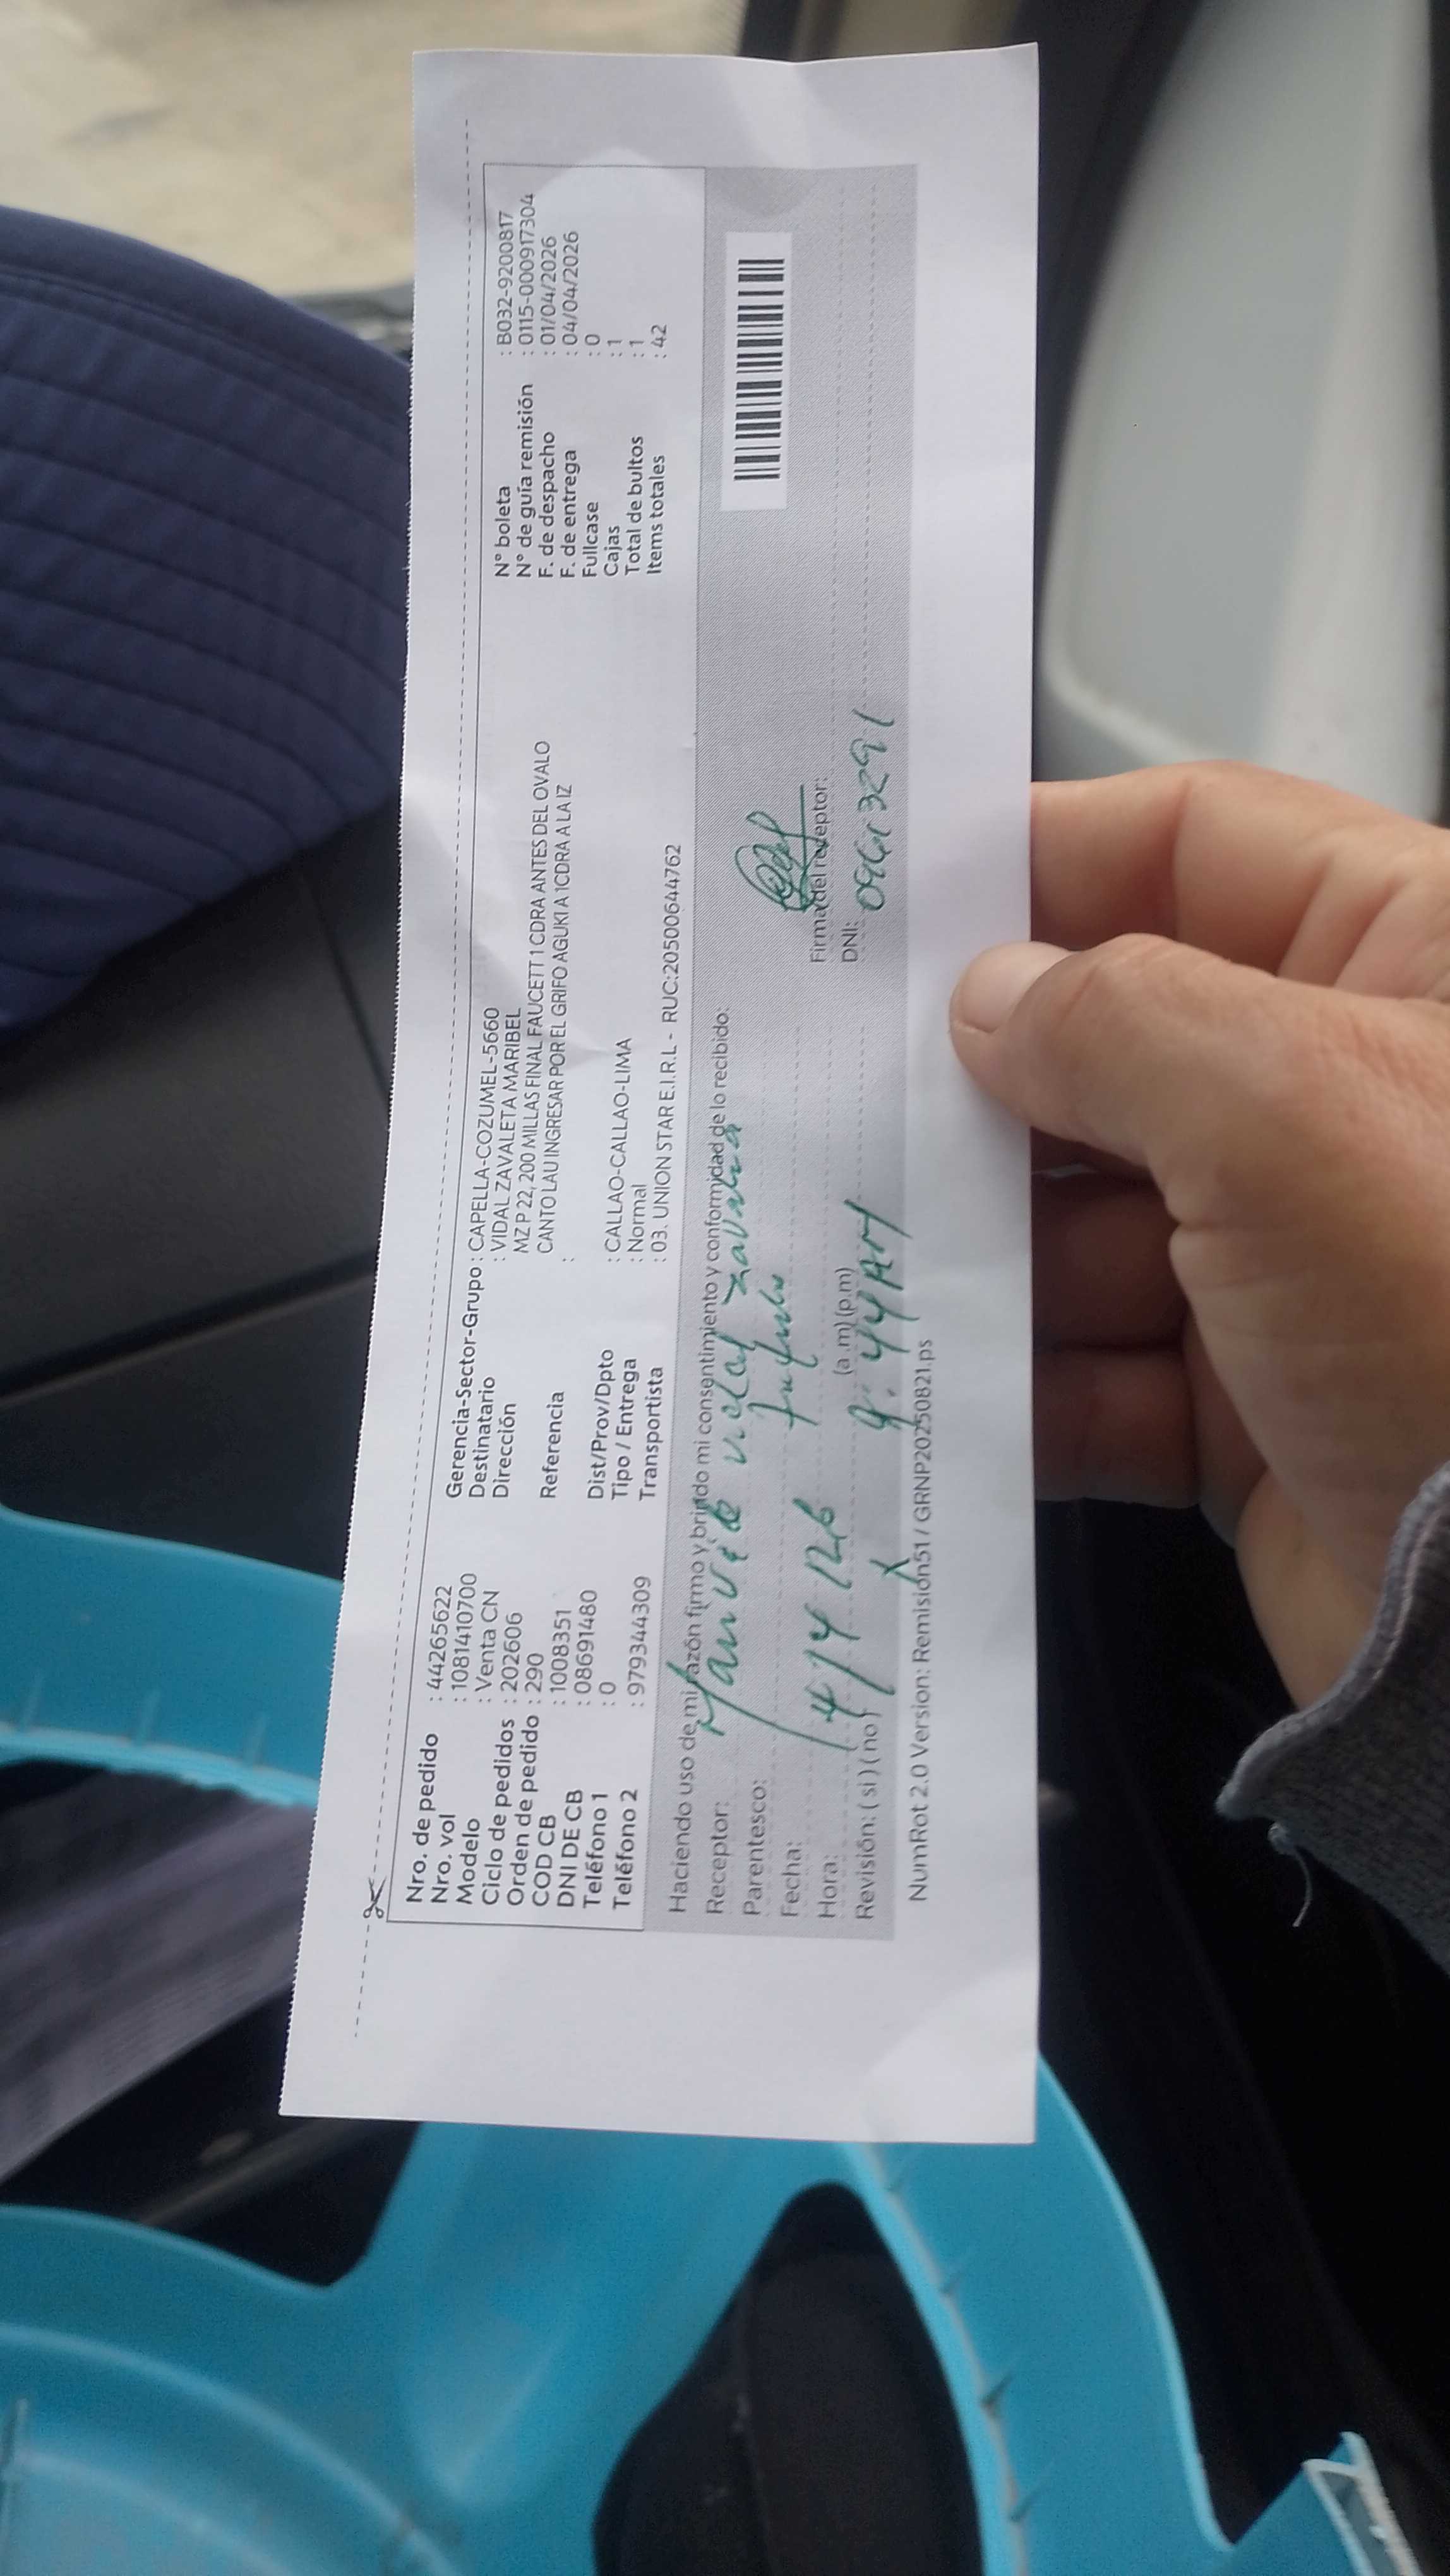 Nro. de pedido : 44265622
Nro. vol : 1081410700
Modelo : Venta CN
Ciclo de pedidos : 202606
Orden de pedido : 290
COD CB : 1008351
DNI DE CB : 08691480
Teléfono 1 : 0
Teléfono 2 : 979344309
Gerencia-Sector-Grupo : CAPELLA-COZUMEL-5660
Destinatario : VIDAL ZAVALETA MARIBEL
Dirección MZ P 22, 200 MILLAS FINAL FAUCETT 1 CDRA ANTES DEL OVALO
CANTO LAU INGRESAR POR EL GRIFO AGUKI A 1CDRA A LA IZ
Referencia :
Dist/Prov/Dpto : CALLAO-CALLAO-LIMA
Tipo / Entrega : Normal
Transportista : 03. UNION STAR E.I.R.L - RUC:20500644762
N° boleta : B032-9200817
N° de guía remisión : 0115-000917304
F. de despacho : 01/04/2026
F. de entrega : 04/04/2026
Fullcase : 0
Cajas : 1
Total de bultos : 1
Items totales : 42
Haciendo uso de mi razón firmo y brindo mi consentimiento y conformidad de lo recibido:
Receptor:
Parentesco:
Fecha: 4/4/26
Hora: 9:44 AM (a.m) (p.m)
Revisión: ( si ) ( no ) X
Firma del receptor:
DNI:
NumRot 2.0 Version: Remisión51 / GRNP20250821.ps